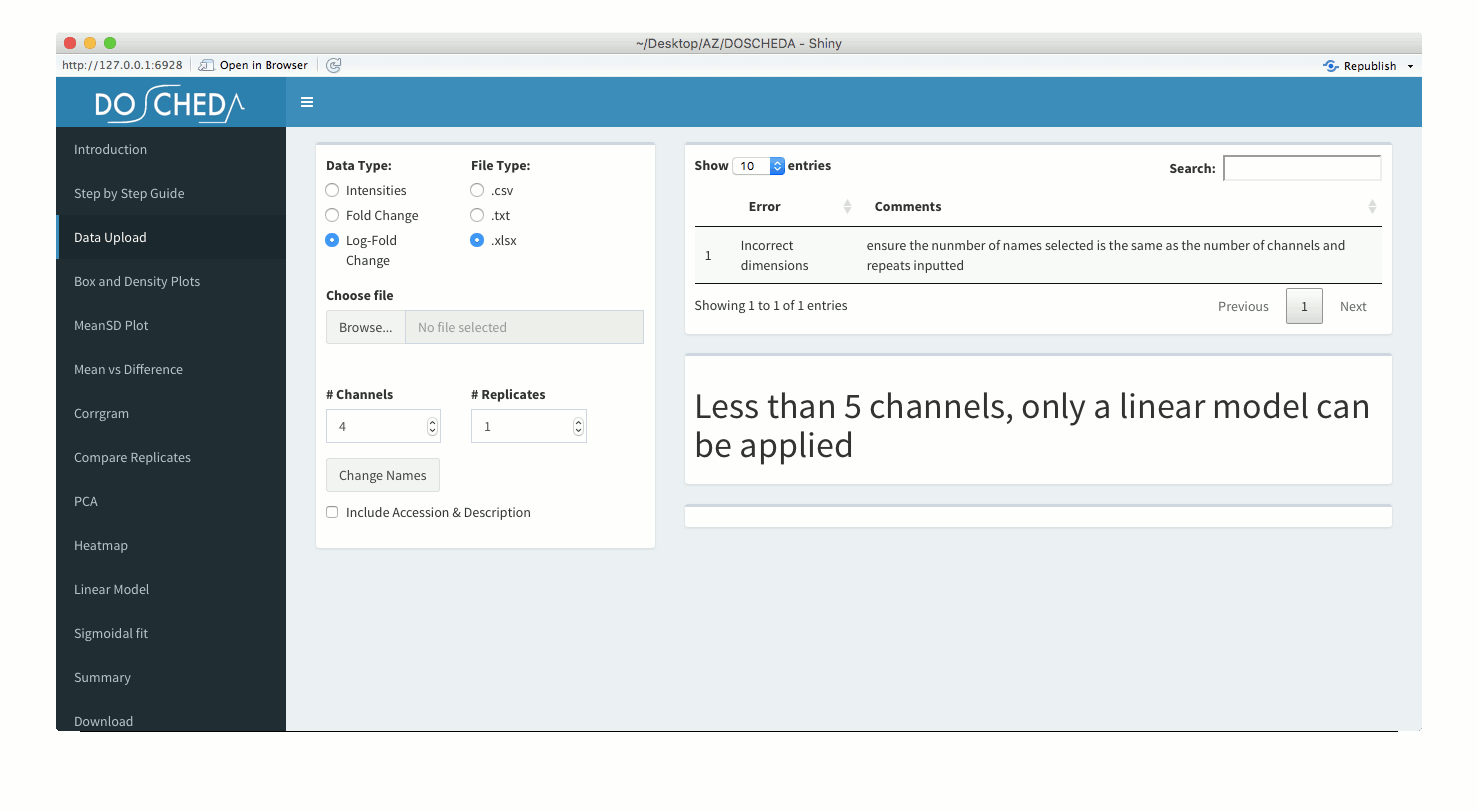 ~/Desktop/AZ/DOSCHEDA - Shiny
http://127.0.0.1:6928
Open in Browser
Republish
DOSCHEDA
Introduction
Step by Step Guide
Data Upload
Box and Density Plots
MeanSD Plot
Mean vs Difference
Corrgram
Compare Replicates
PCA
Heatmap
Linear Model
Sigmoidal fit
Summary
Download
Data Type:
Intensities
Fold Change
Log-Fold
Change
File Type:
.csv
.txt
.xlsx
Choose file
Browse... No file selected
# Channels
4
# Replicates
1
Change Names
Include Accession & Description
Show 10 entries
Search:
Error Comments
1 Incorrect dimensions
ensure the nunmber of names selected is the same as the number of channels and
repeats inputted
Showing 1 to 1 of 1 entries
Previous 1 Next
Less than 5 channels, only a linear model can
be applied